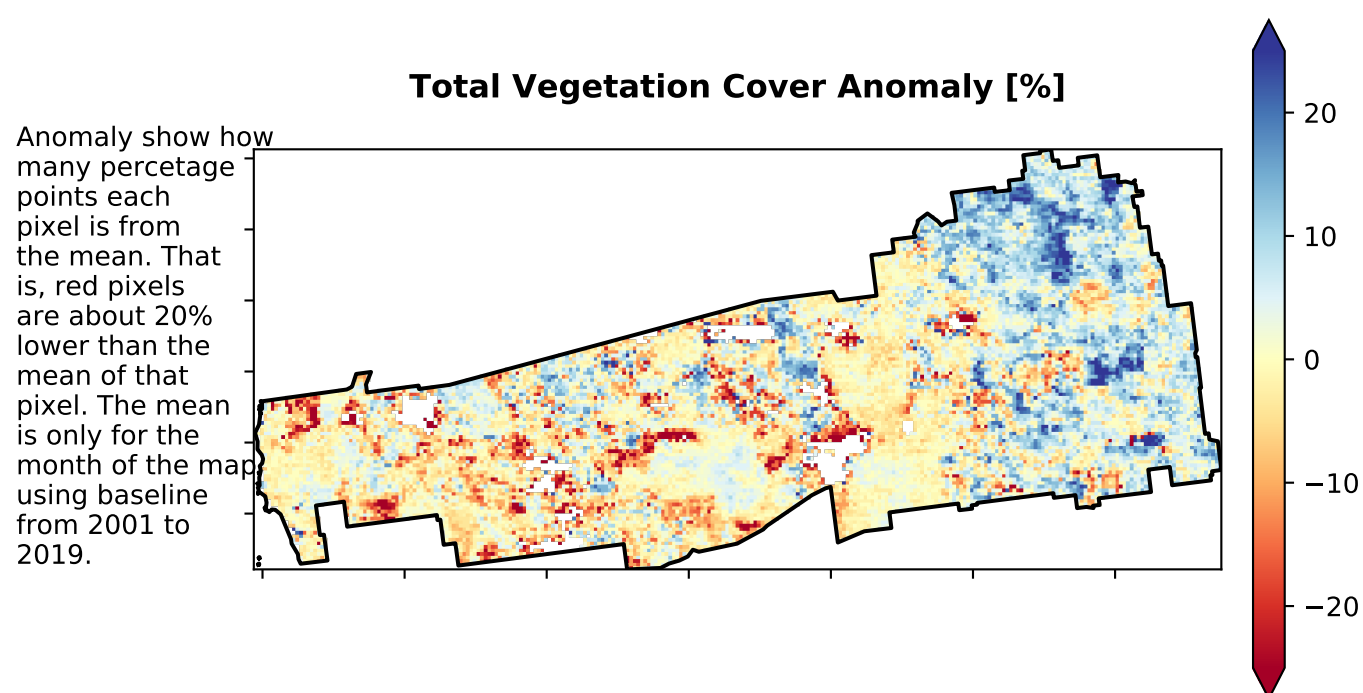 Total Vegetation Cover Anomaly [%]
Anomaly show how
many percetage
points each
pixel is from
the mean. That
is, red pixels
are about 20%
lower than the
mean of that
pixel. The mean
is only for the
month of the map
using baseline
from 2001 to
2019.
20
10
0
−10
−20